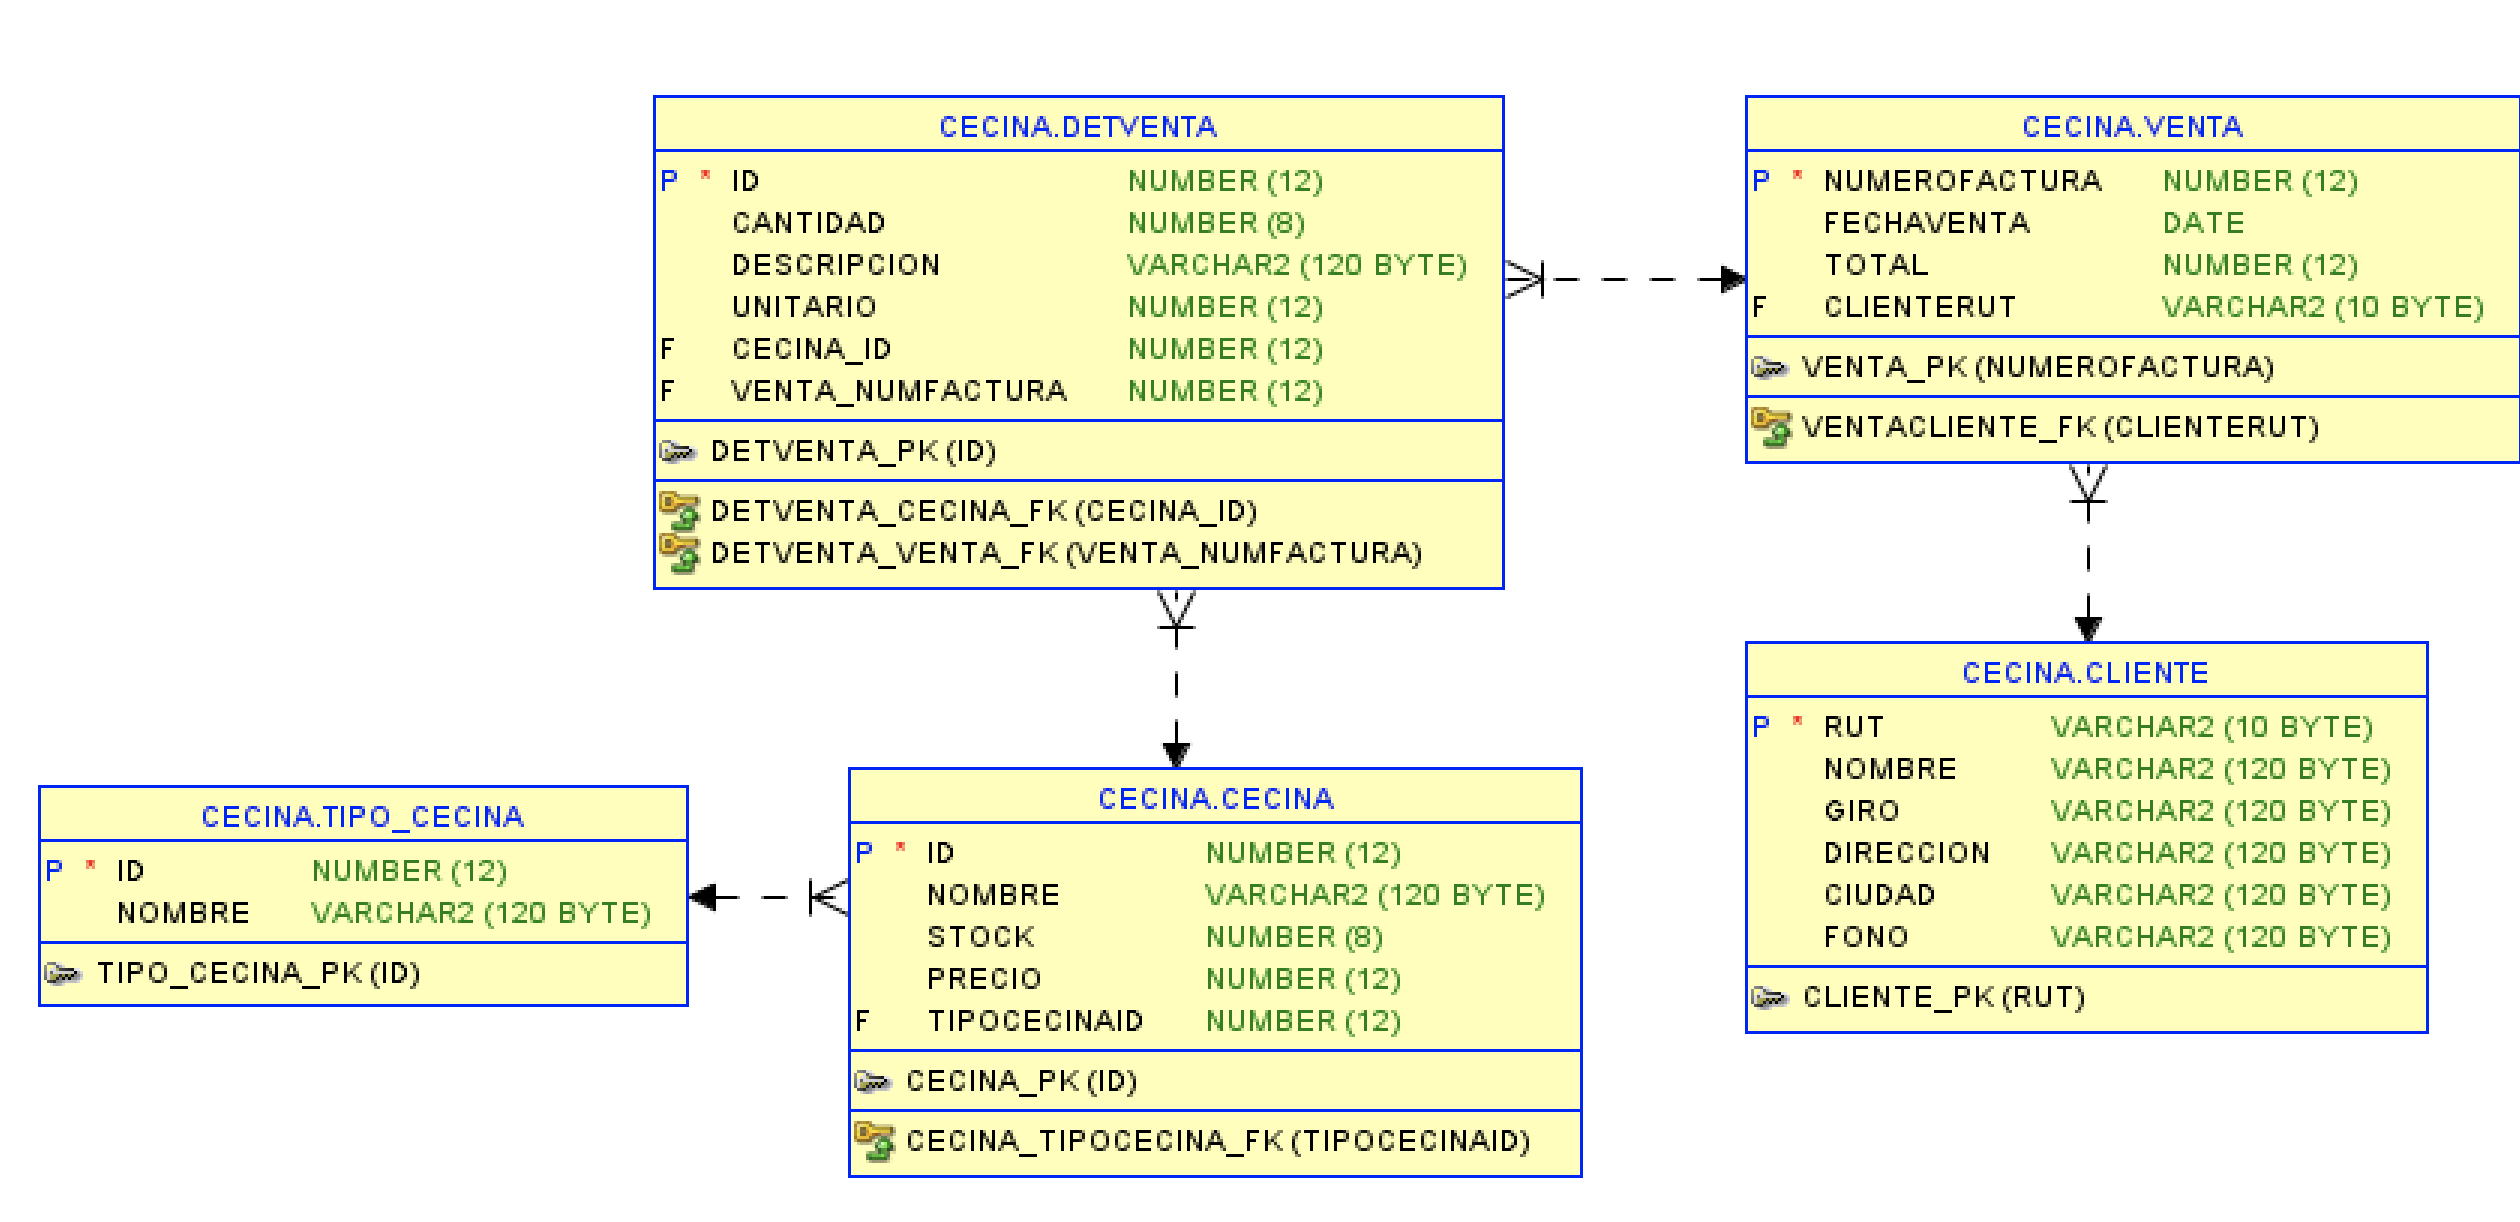 CECINA.DETVENTA
P * ID NUMBER (12)
CANTIDAD NUMBER (8)
DESCRIPCION VARCHAR2 (120 BYTE)
UNITARIO NUMBER (12)
F CECINA_ID NUMBER (12)
F VENTA_NUMFACTURA NUMBER (12)
DETVENTA_PK (ID)
DETVENTA_CECINA_FK (CECINA_ID)
DETVENTA_VENTA_FK (VENTA_NUMFACTURA)
CECINA.VENTA
P * NUMEROFACTURA NUMBER (12)
FECHAVENTA DATE
TOTAL NUMBER (12)
F CLIENTERUT VARCHAR2 (10 BYTE)
VENTA_PK (NUMEROFACTURA)
VENTACLIENTE_FK (CLIENTERUT)
CECINA.TIPO_CECINA
P * ID NUMBER (12)
NOMBRE VARCHAR2 (120 BYTE)
TIPO_CECINA_PK (ID)
CECINA.CECINA
P * ID NUMBER (12)
NOMBRE VARCHAR2 (120 BYTE)
STOCK NUMBER (8)
PRECIO NUMBER (12)
F TIPOCECINAID NUMBER (12)
CECINA_PK (ID)
CECINA_TIPOCECINA_FK (TIPOCECINAID)
CECINA.CLIENTE
P * RUT VARCHAR2 (10 BYTE)
NOMBRE VARCHAR2 (120 BYTE)
GIRO VARCHAR2 (120 BYTE)
DIRECCION VARCHAR2 (120 BYTE)
CIUDAD VARCHAR2 (120 BYTE)
FONO VARCHAR2 (120 BYTE)
CLIENTE_PK (RUT)